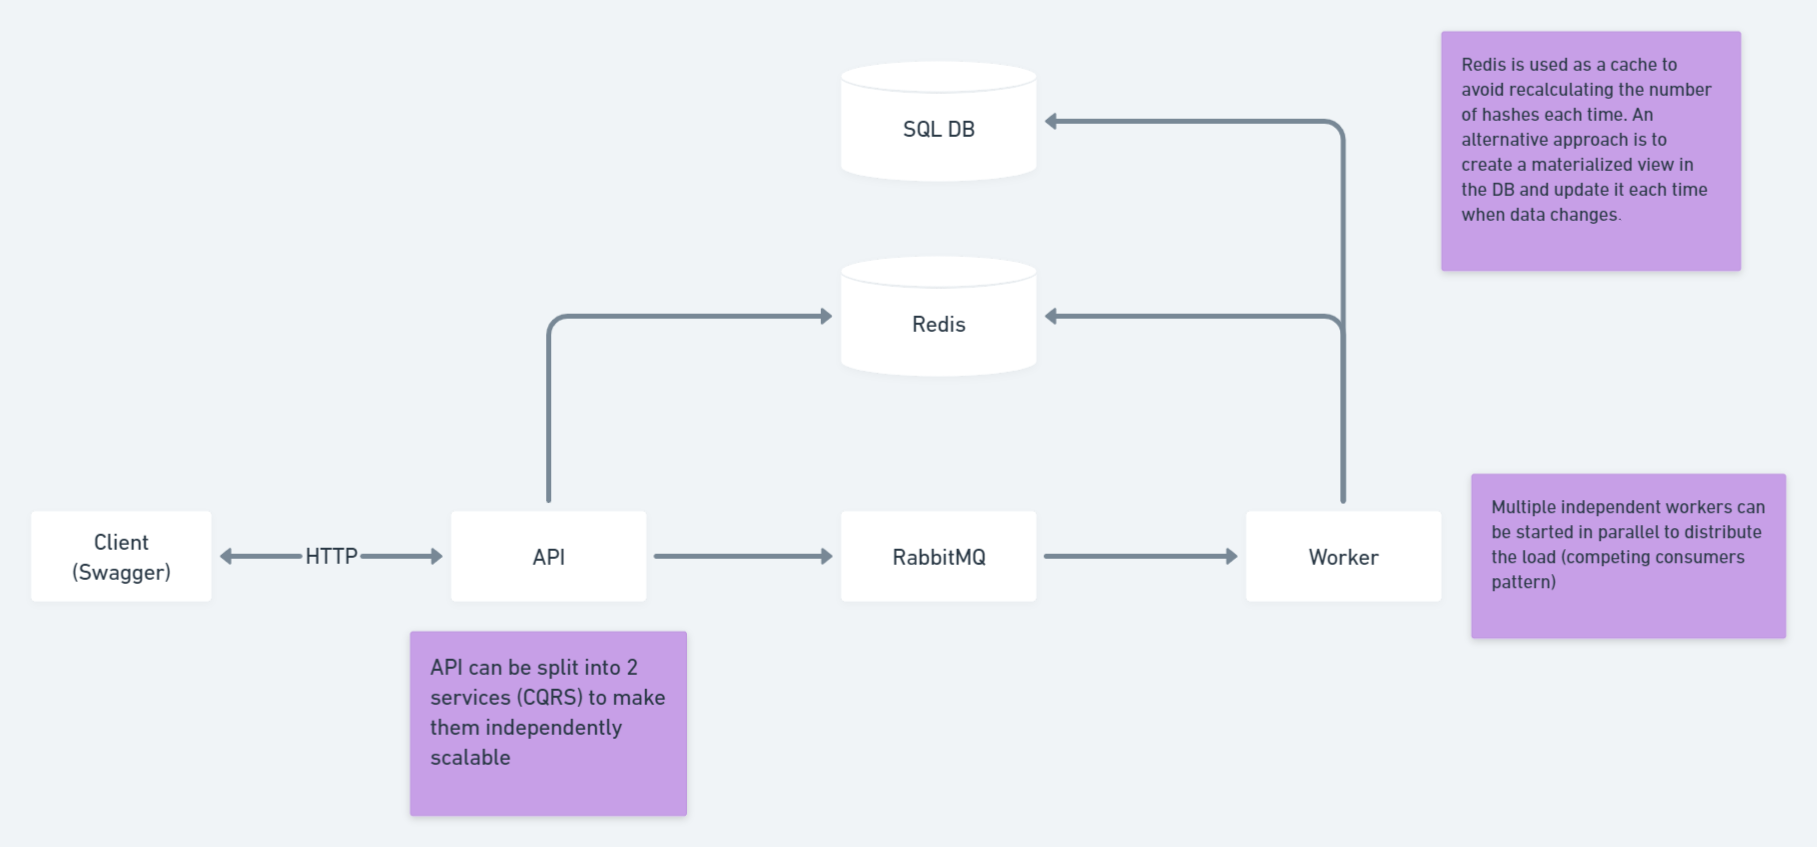 SQL DB
Redis is used as a cache to
avoid recalculating the number
of hashes each time. An
alternative approach is to
create a materialized view in
the DB and update it each time
when data changes.
Redis
Client
(Swagger)
HTTP
API
RabbitMQ
Worker
Multiple independent workers can
be started in parallel to distribute
the load (competing consumers
pattern)
API can be split into 2
services (CQRS) to make
them independently
scalable